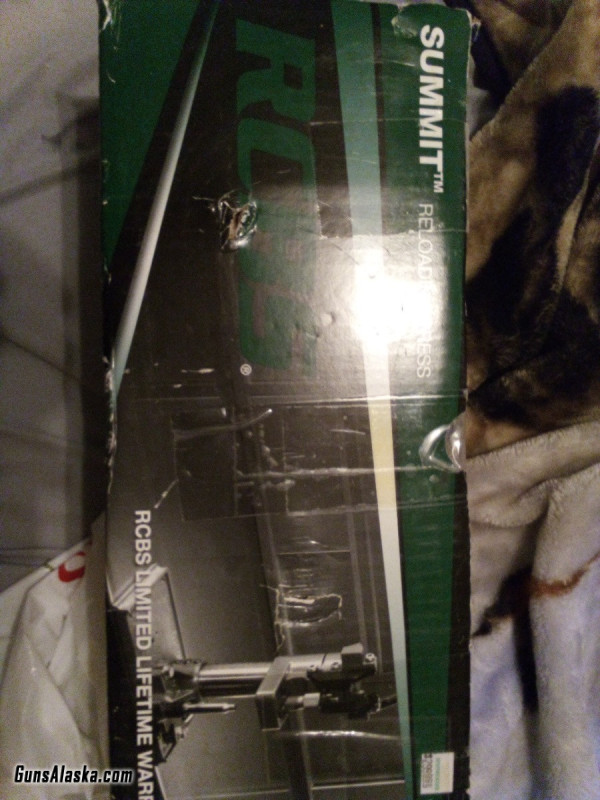 SUMMIT™ RELOADING PRESS
RCBS®
RCBS LIMITED LIFETIME WARR
GunsAlaska.com